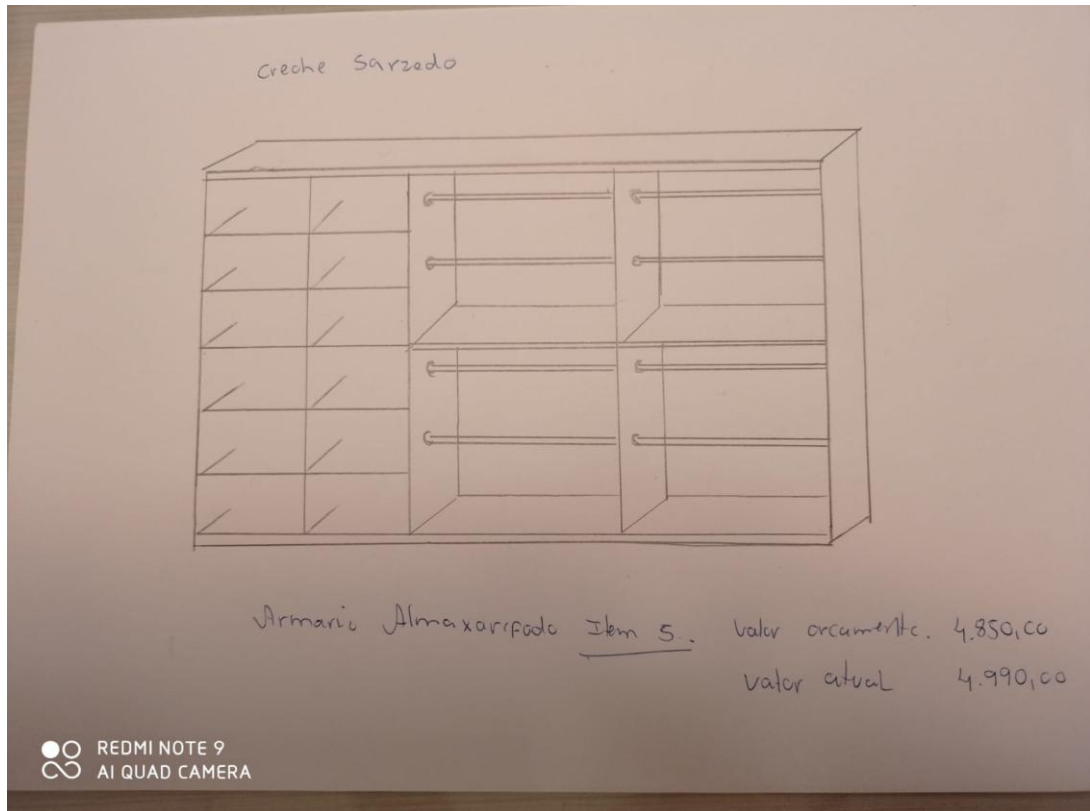 Creche Sarzedo
Armario Almaxarifado Item 5. Valor orcamento. 4.850,00
Valor atual 4.990,00
REDMI NOTE 9
AI QUAD CAMERA